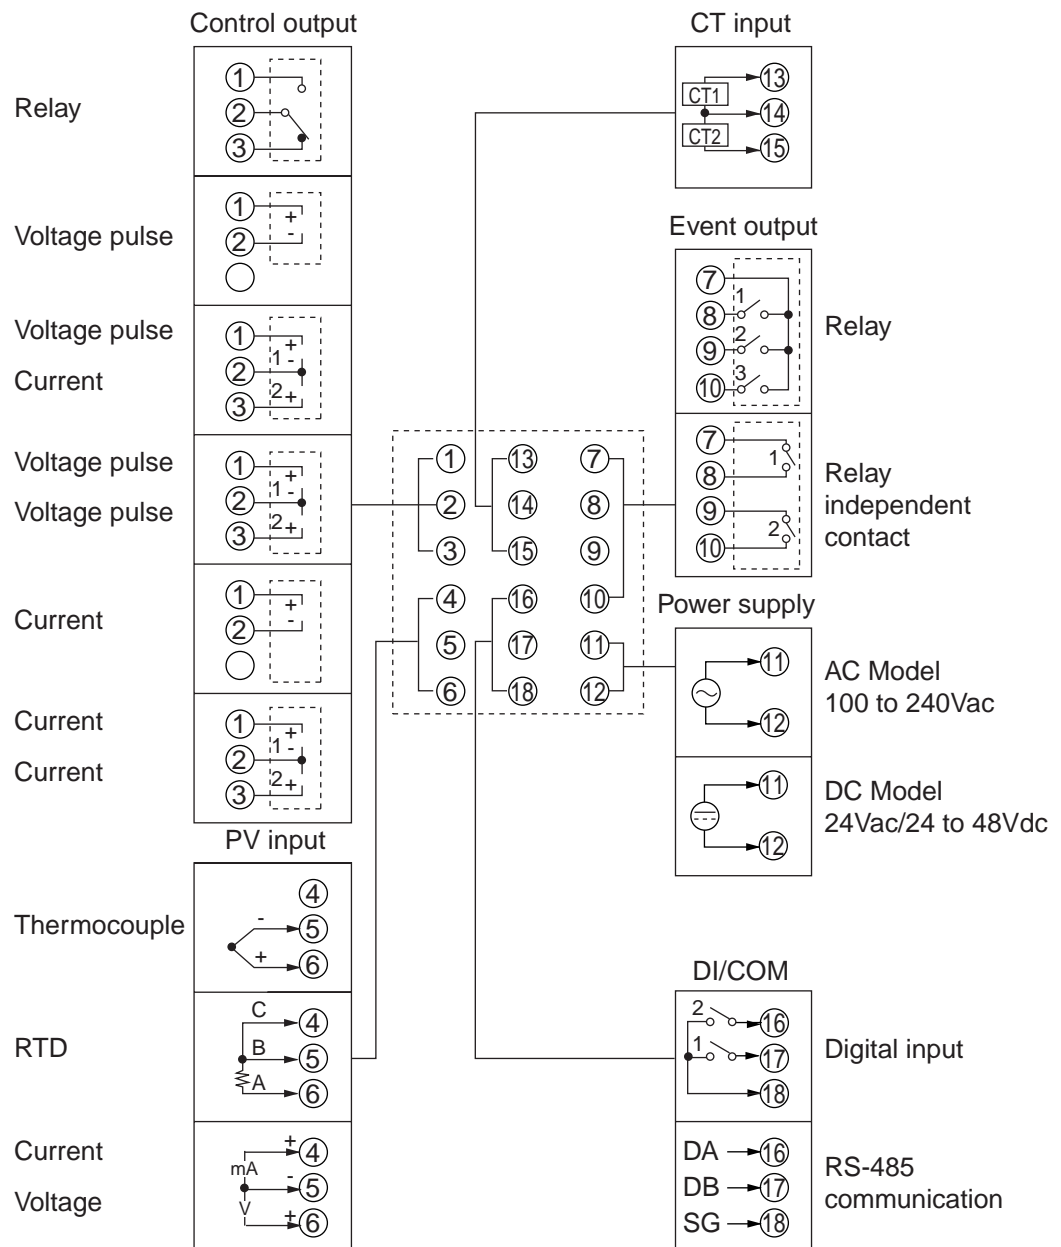 Control output
Relay
1
2
3
Voltage pulse
1
2
+
-
Voltage pulse
Current
1
2
3
+
1 -
2 +
Voltage pulse
Voltage pulse
1
2
3
+
1 -
2 +
Current
1
2
+
-
Current
Current
1
2
3
+
1 -
2 +
PV input
Thermocouple
4
- 5
+ 6
RTD
C 4
B 5
A 6
Current
Voltage
+ 4
mA
- 5
V
+ 6
1 13 7
2 14 8
3 15 9
4 16 10
5 17 11
6 18 12
CT input
CT1 13
14
CT2 15
Event output
Relay
7
8 1
9 2
10 3
Relay
independent
contact
7
8 1
9
10 2
Power supply
AC Model
100 to 240Vac
11
12
DC Model
24Vac/24 to 48Vdc
11
12
DI/COM
Digital input
2 16
1 17
18
DA 16
DB 17
SG 18
RS-485
communication